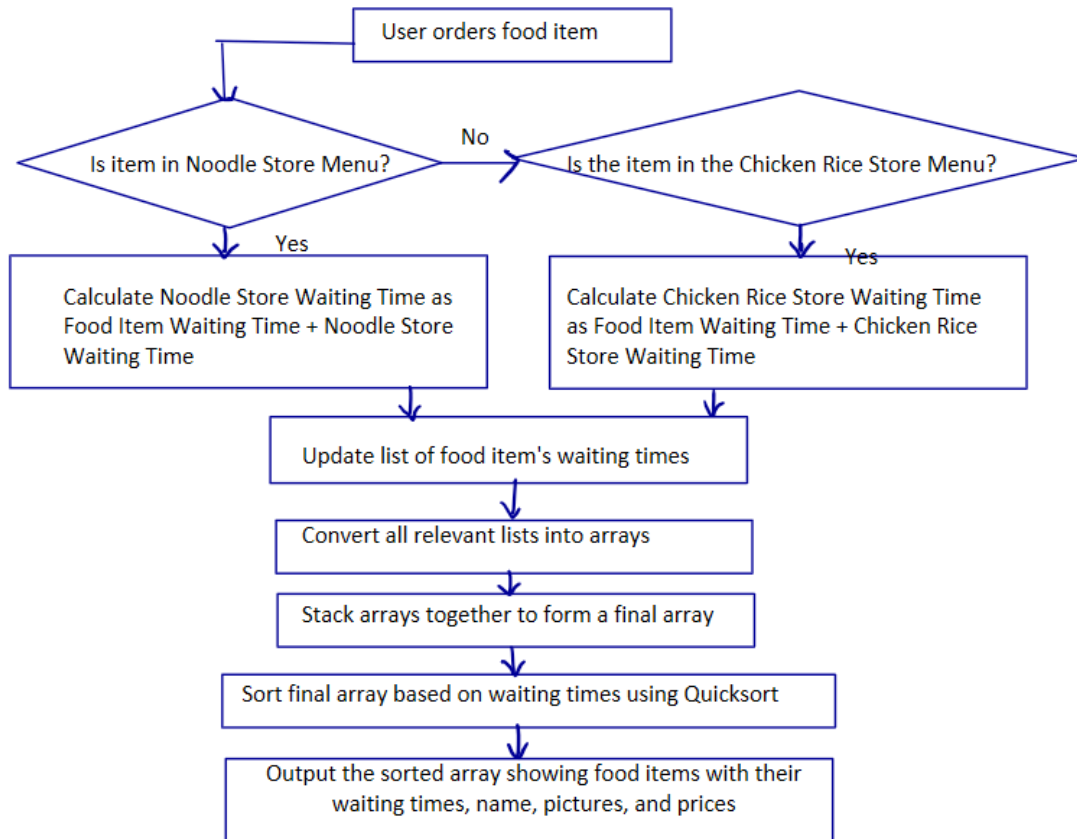 User orders food item
No
Is item in Noodle Store Menu?
Is the item in the Chicken Rice Store Menu?
Yes
Yes
Calculate Noodle Store Waiting Time as
Food Item Waiting Time + Noodle Store
Waiting Time
Calculate Chicken Rice Store Waiting Time
as Food Item Waiting Time + Chicken Rice
Store Waiting Time
Update list of food item's waiting times
Convert all relevant lists into arrays
Stack arrays together to form a final array
Sort final array based on waiting times using Quicksort
Output the sorted array showing food items with their
waiting times, name, pictures, and prices